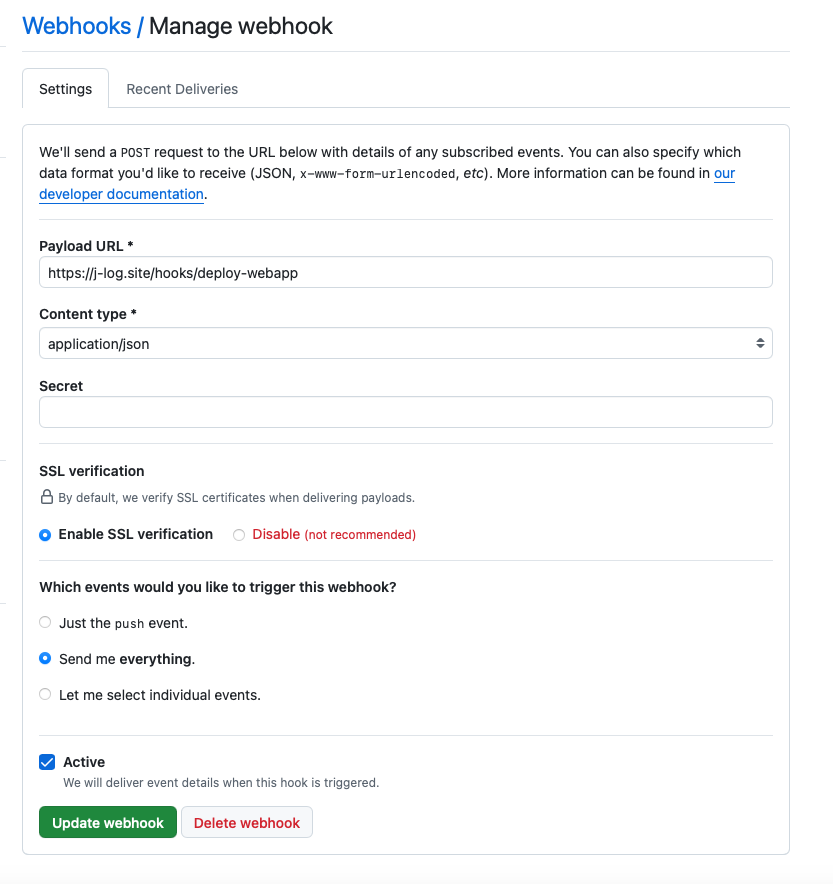 Webhooks / Manage webhook
Settings
Recent Deliveries
We'll send a POST request to the URL below with details of any subscribed events. You can also specify which
data format you'd like to receive (JSON, x-www-form-urlencoded, etc). More information can be found in our
developer documentation.
Payload URL *
https://j-log.site/hooks/deploy-webapp
Content type *
application/json
Secret
SSL verification
By default, we verify SSL certificates when delivering payloads.
Enable SSL verification
Disable (not recommended)
Which events would you like to trigger this webhook?
Just the push event.
Send me everything.
Let me select individual events.
Active
We will deliver event details when this hook is triggered.
Update webhook
Delete webhook